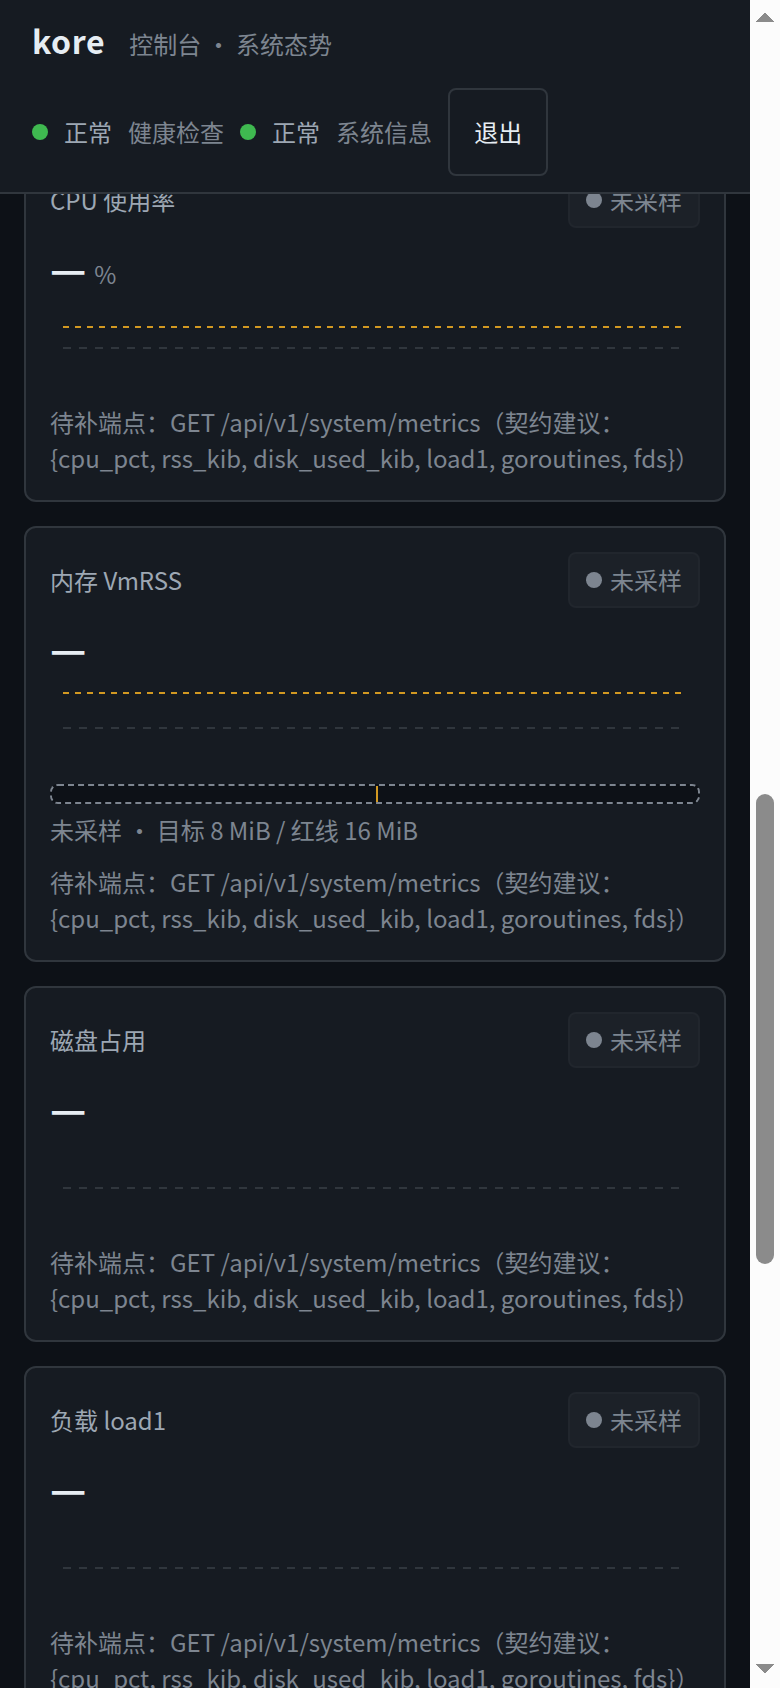 kore 控制台 · 系统态势
正常 健康检查 正常 系统信息 退出
CPU 使用率 未采样
— %
待补端点：GET /api/v1/system/metrics（契约建议：
{cpu_pct, rss_kib, disk_used_kib, load1, goroutines, fds}）
内存 VmRSS 未采样
—
未采样 · 目标 8 MiB / 红线 16 MiB
待补端点：GET /api/v1/system/metrics（契约建议：
{cpu_pct, rss_kib, disk_used_kib, load1, goroutines, fds}）
磁盘占用 未采样
—
待补端点：GET /api/v1/system/metrics（契约建议：
{cpu_pct, rss_kib, disk_used_kib, load1, goroutines, fds}）
负载 load1 未采样
—
待补端点：GET /api/v1/system/metrics（契约建议：
{cpu_pct, rss_kib, disk_used_kib, load1, goroutines, fds}）